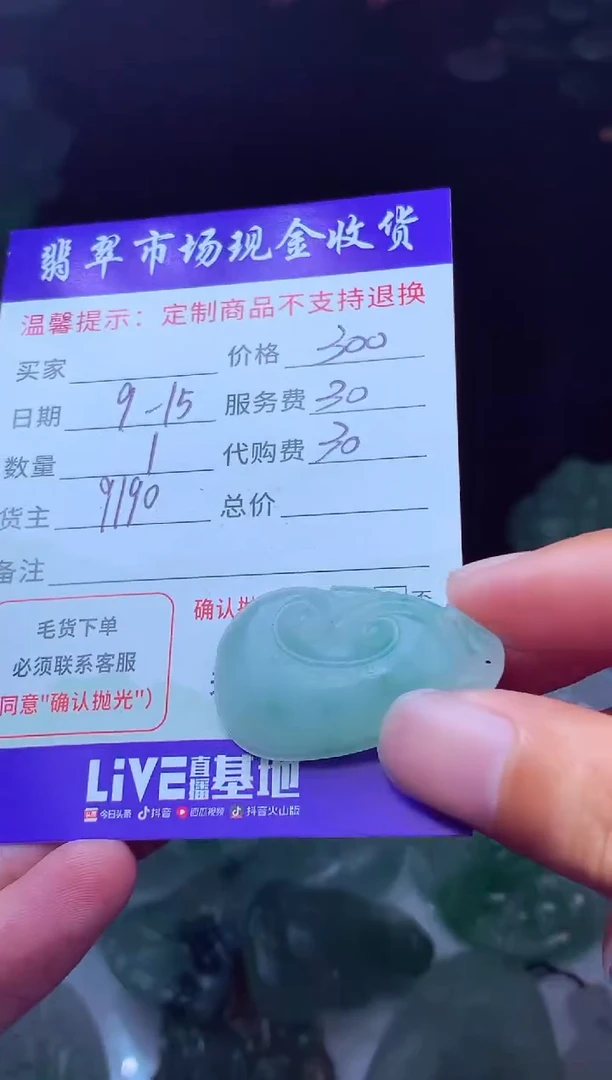 翡翠市场现金收货
温馨提示：定制商品不支持退换
买家 价格 300
日期 9-15 服务费 30
数量 1 代购费 30
货主 9190 总价
备注
确认抛
毛货下单
必须联系客服
同意"确认抛光"）
LiVE直播基地
头条 今日头条 抖音 西瓜视频 抖音火山版